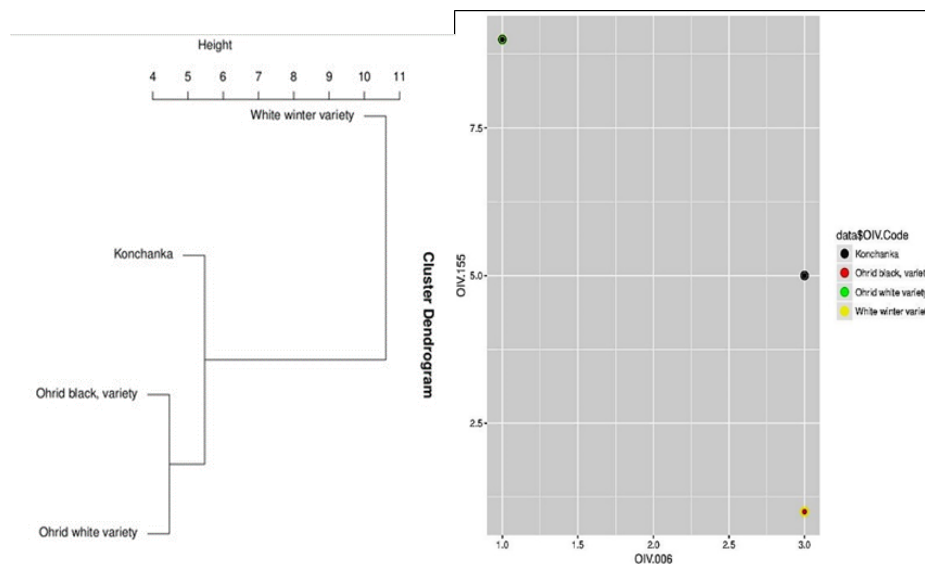 Height
4 5 6 7 8 9 10 11
White winter variety
Konchanka
Ohrid black, variety
Ohrid white variety
Cluster Dendrogram
7.5
5.0
2.5
OIV.155
1.0 1.5 2.0 2.5 3.0
OIV.006
data$OIV.Code
Konchanka
Ohrid black, variet
Ohrid white variety
White winter variet